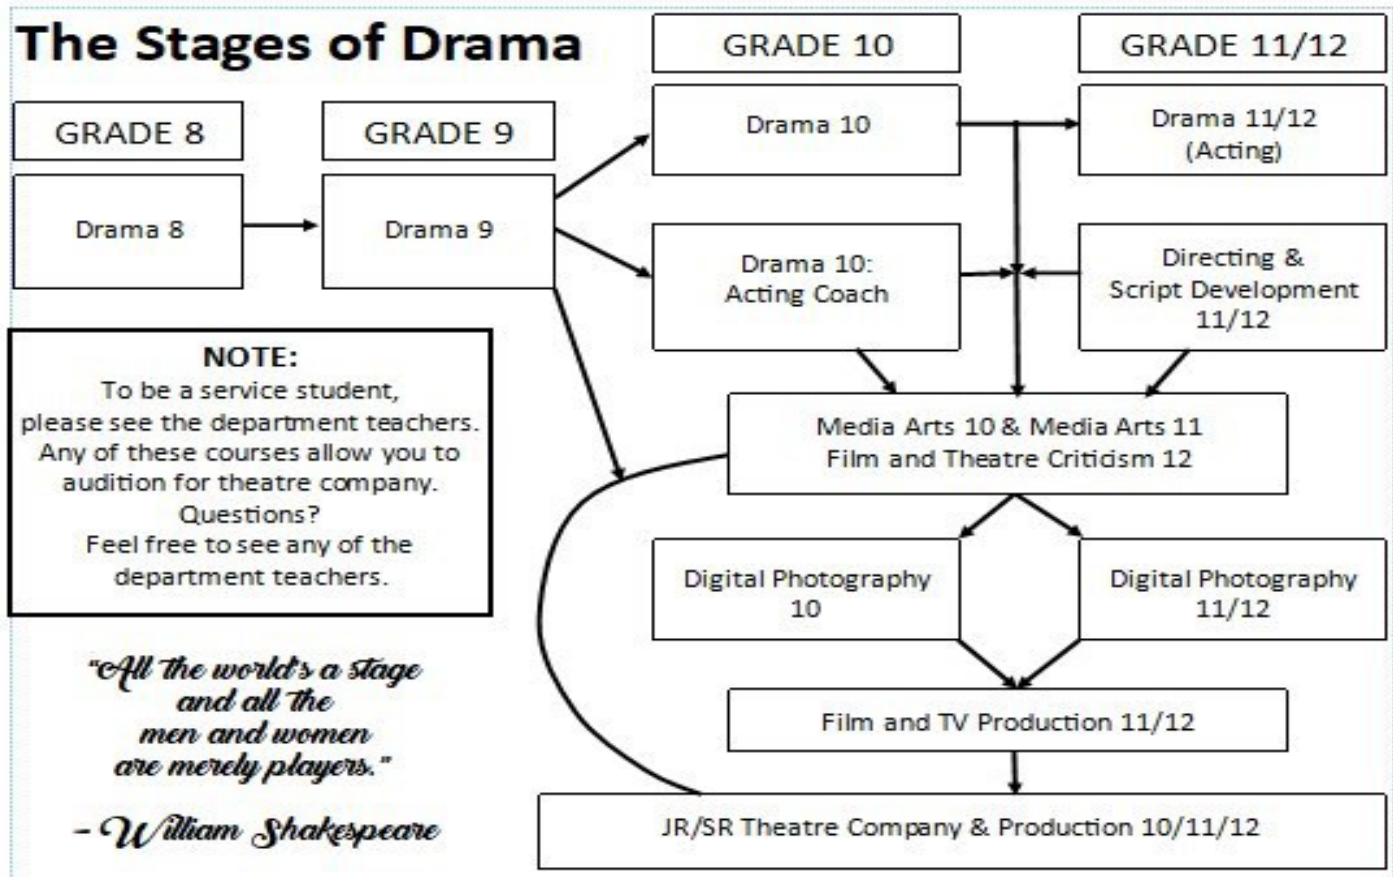 The Stages of Drama
GRADE 8
GRADE 9
GRADE 10
GRADE 11/12
Drama 8
Drama 9
Drama 10
Drama 11/12
(Acting)
Drama 10:
Acting Coach
Directing &
Script Development
11/12
Media Arts 10 & Media Arts 11
Film and Theatre Criticism 12
Digital Photography
10
Digital Photography
11/12
Film and TV Production 11/12
JR/SR Theatre Company & Production 10/11/12
NOTE:
To be a service student,
please see the department teachers.
Any of these courses allow you to
audition for theatre company.
Questions?
Feel free to see any of the
department teachers.
“All the world's a stage
and all the
men and women
are merely players.”
- William Shakespeare